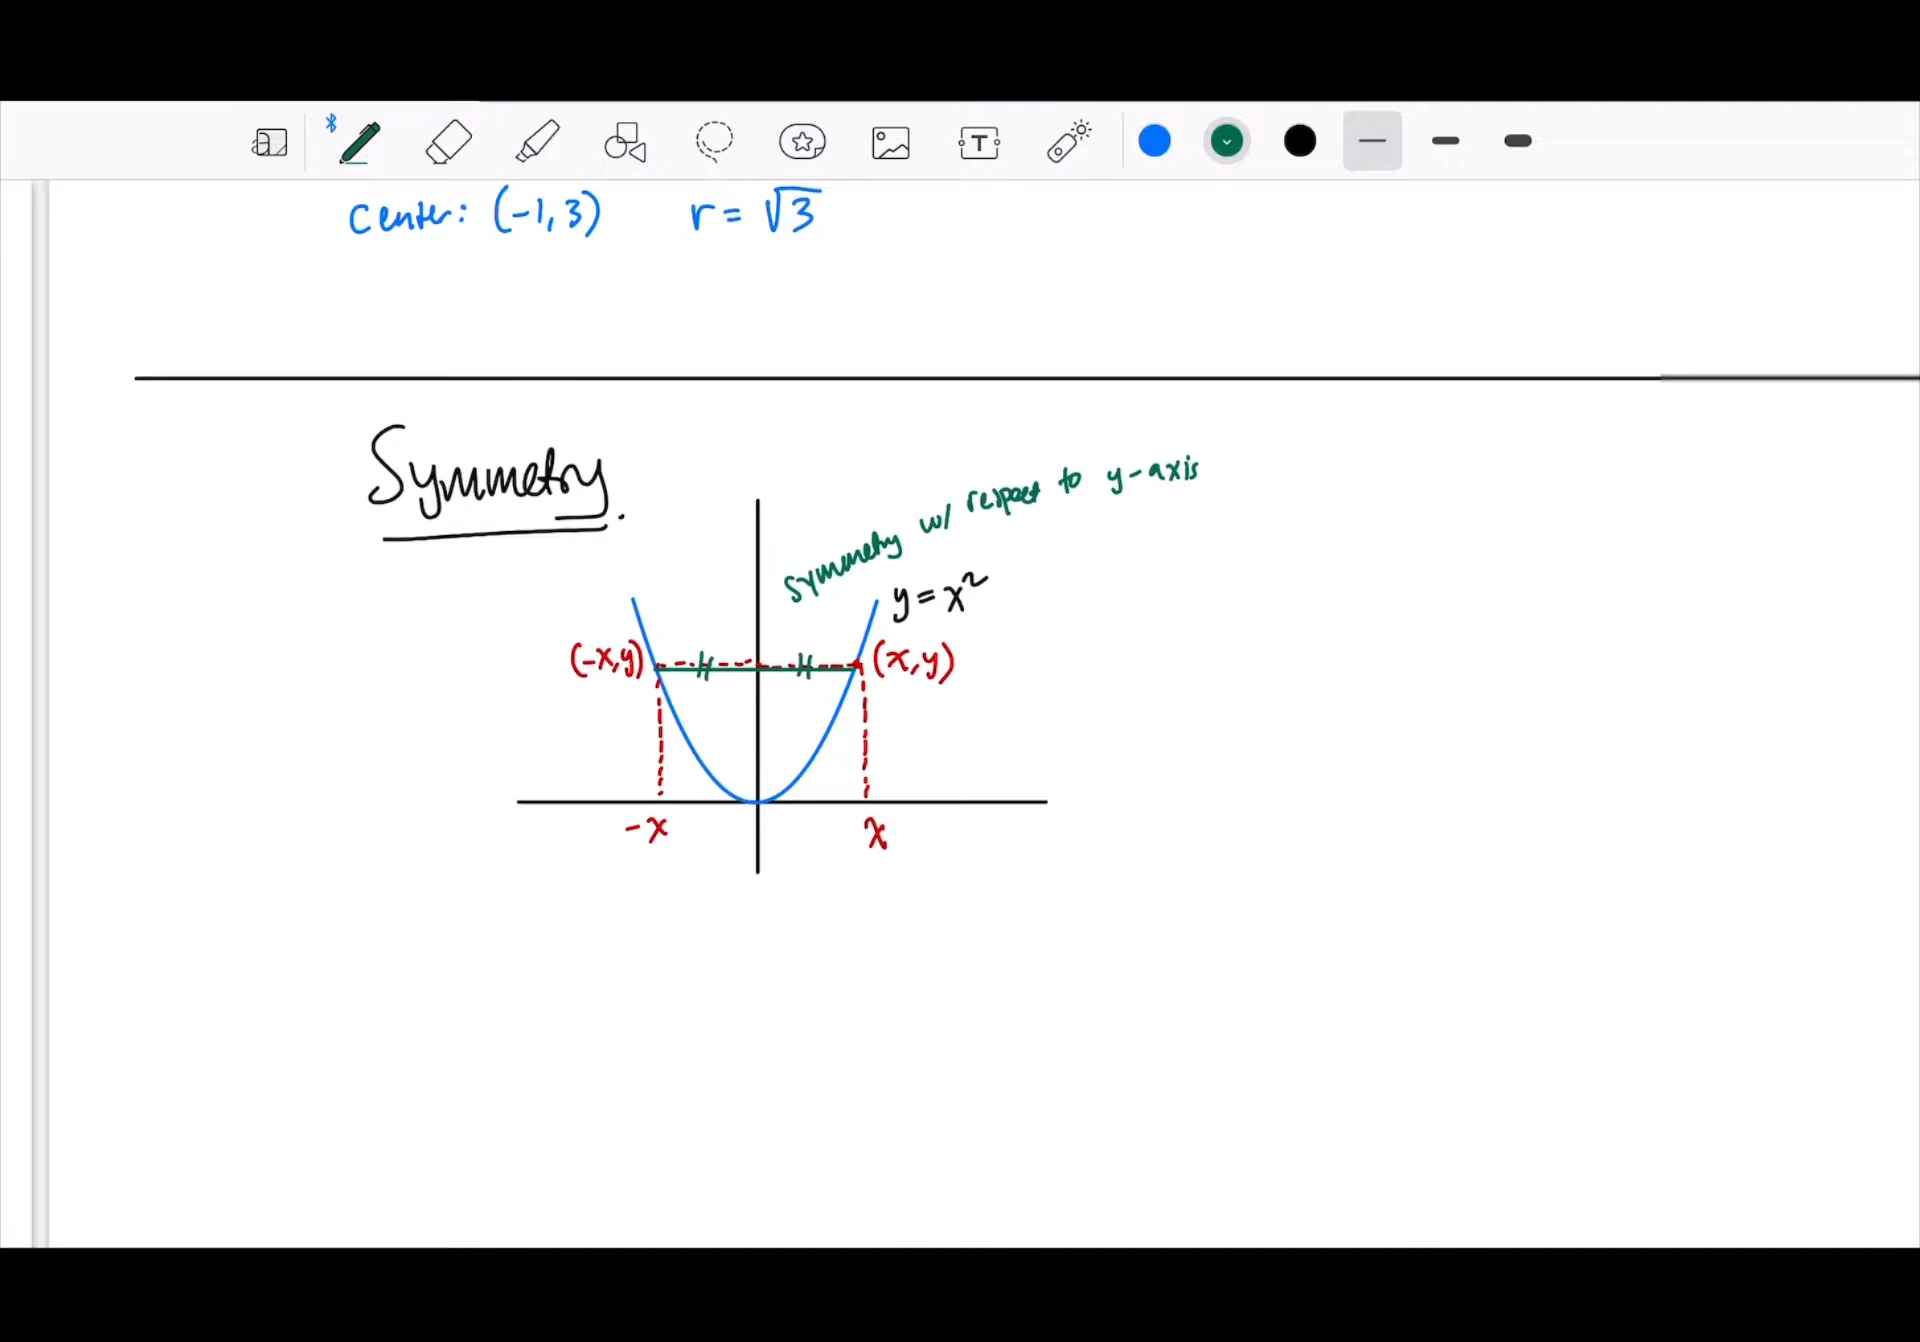 center: (-1, 3) r = √3
Symmetry.
symmetry w/ respect to y-axis
y = x²
(-x, y) (x, y)
-x x